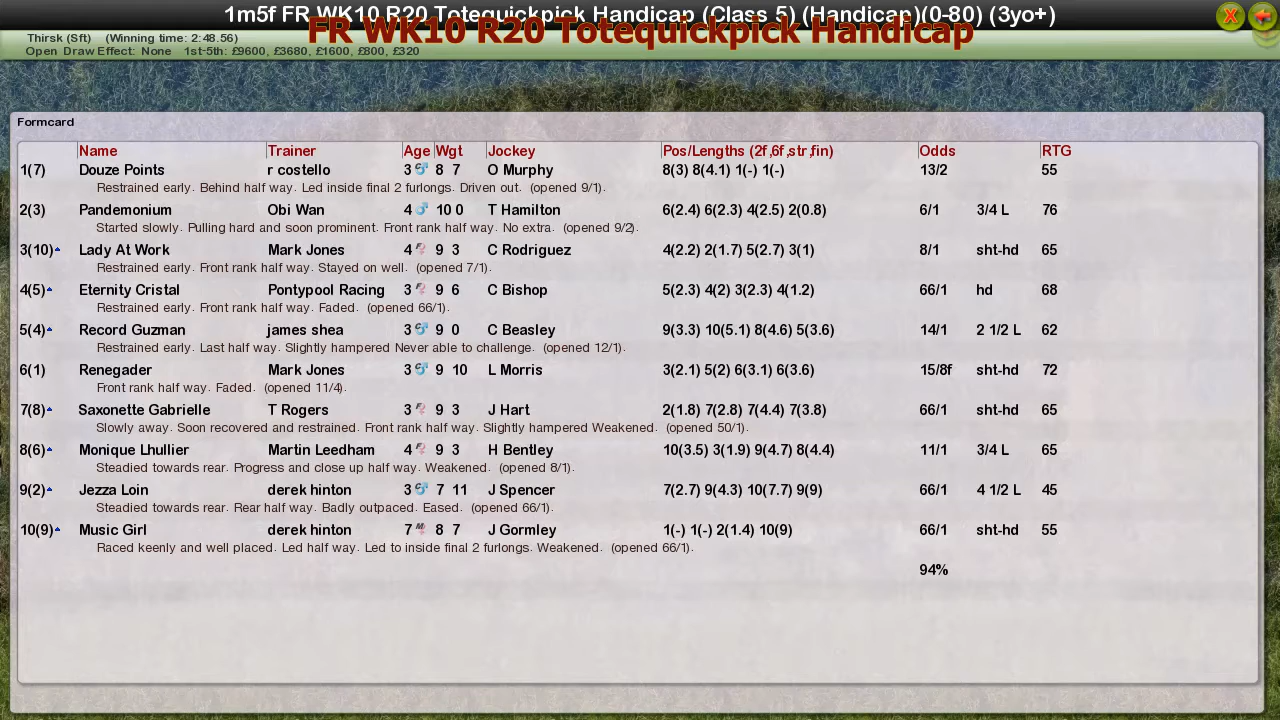 1m5f FR WK10 R20 Totequickpick Handicap (Class 5) (Handicap)(0-80) (3yo+)
FR WK10 R20 Totequickpick Handicap
Thirsk (Sft) (Winning time: 2:48.56)
Open Draw Effect: None 1st-5th: £9600, £3680, £1600, £800, £320
Formcard
Name Trainer Age Wgt Jockey Pos/Lengths (2f,6f,str,fin) Odds RTG
1(7) Douze Points r costello 3 8 7 O Murphy 8(3) 8(4.1) 1(-) 1(-) 13/2 55
Restrained early. Behind half way. Led inside final 2 furlongs. Driven out. (opened 9/1).
2(3) Pandemonium Obi Wan 4 10 0 T Hamilton 6(2.4) 6(2.3) 4(2.5) 2(0.8) 6/1 3/4 L 76
Started slowly. Pulling hard and soon prominent. Front rank half way. No extra. (opened 9/2).
3(10) Lady At Work Mark Jones 4 9 3 C Rodriguez 4(2.2) 2(1.7) 5(2.7) 3(1) 8/1 sht-hd 65
Restrained early. Front rank half way. Stayed on well. (opened 7/1).
4(5) Eternity Cristal Pontypool Racing 3 9 6 C Bishop 5(2.3) 4(2) 3(2.3) 4(1.2) 66/1 hd 68
Restrained early. Front rank half way. Faded. (opened 66/1).
5(4) Record Guzman james shea 3 9 0 C Beasley 9(3.3) 10(5.1) 8(4.6) 5(3.6) 14/1 2 1/2 L 62
Restrained early. Last half way. Slightly hampered Never able to challenge. (opened 12/1).
6(1) Renegader Mark Jones 3 9 10 L Morris 3(2.1) 5(2) 6(3.1) 6(3.6) 15/8f sht-hd 72
Front rank half way. Faded. (opened 11/4).
7(8) Saxonette Gabrielle T Rogers 3 9 3 J Hart 2(1.8) 7(2.8) 7(4.4) 7(3.8) 66/1 sht-hd 65
Slowly away. Soon recovered and restrained. Front rank half way. Slightly hampered Weakened. (opened 50/1).
8(6) Monique Lhullier Martin Leedham 4 9 3 H Bentley 10(3.5) 3(1.9) 9(4.7) 8(4.4) 11/1 3/4 L 65
Steadied towards rear. Progress and close up half way. Weakened. (opened 8/1).
9(2) Jezza Loin derek hinton 3 7 11 J Spencer 7(2.7) 9(4.3) 10(7.7) 9(9) 66/1 4 1/2 L 45
Steadied towards rear. Rear half way. Badly outpaced. Eased. (opened 66/1).
10(9) Music Girl derek hinton 7 8 7 J Gormley 1(-) 1(-) 2(1.4) 10(9) 66/1 sht-hd 55
Raced keenly and well placed. Led half way. Led to inside final 2 furlongs. Weakened. (opened 66/1).
94%